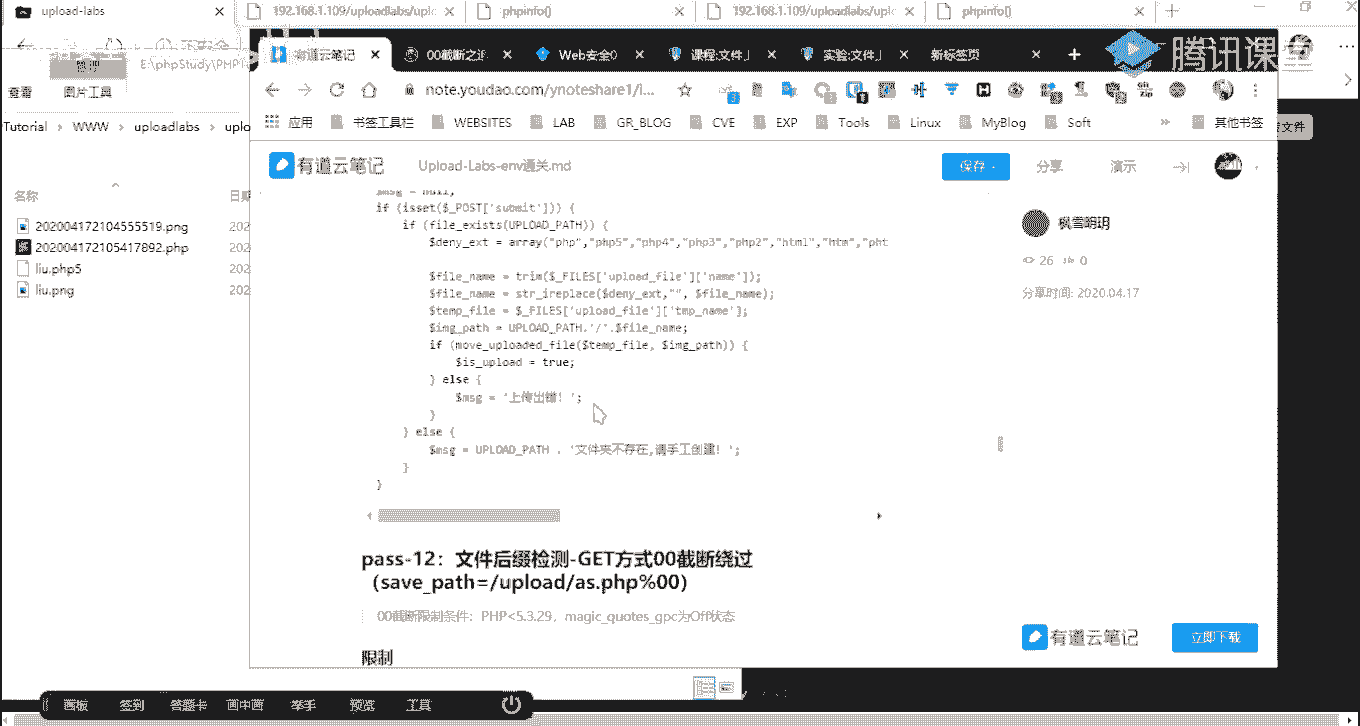 upload-labs
192.168.1.109/uploadlabs/uplo
phpinfo()
192.168.1.109/uploadlabs/uplo
phpinfo()
管理
E:\phpStudy\PHPT
查看
图片工具
Tutorial > WWW > uploadlabs > uplo
名称
日期
202004172104555519.png
202
202004172105417892.php
202
liu.php5
202
liu.png
202
有道云笔记
Web安全0
课程:文件
实验:文件
新标签页
腾讯课堂
note.youdao.com/ynoteshare1/i...
应用
书签工具栏
WEBSITES
LAB
GR_BLOG
CVE
EXP
Tools
Linux
MyBlog
Soft
其他书签
文件
有道云笔记
Upload-Labs-env通关.md
保存
分享
演示
if (isset($_POST['submit'])) {
if (file_exists(UPLOAD_PATH)) {
$deny_ext = array("php","php5","php4","php3","php2","html","htm","pht
$file_name = trim($_FILES['upload_file']['name']);
$file_name = str_ireplace($deny_ext,"", $file_name);
$temp_file = $_FILES['upload_file']['tmp_name'];
$img_path = UPLOAD_PATH.'/'.$file_name;
if (move_uploaded_file($temp_file, $img_path)) {
$is_upload = true;
} else {
$msg = '上传出错！';
}
} else {
$msg = UPLOAD_PATH . '文件夹不存在,请手工创建！';
}
}
枫雪明玥
26
0
分享时间: 2020.04.17
pass-12：文件后缀检测-GET方式00截断绕过
（save_path=/upload/as.php%00）
00截断限制条件：PHP<5.3.29，magic_quotes_gpc为Off状态
限制
有道云笔记
立即下载
画板
签到
答题卡
画中画
举手
预览
工具